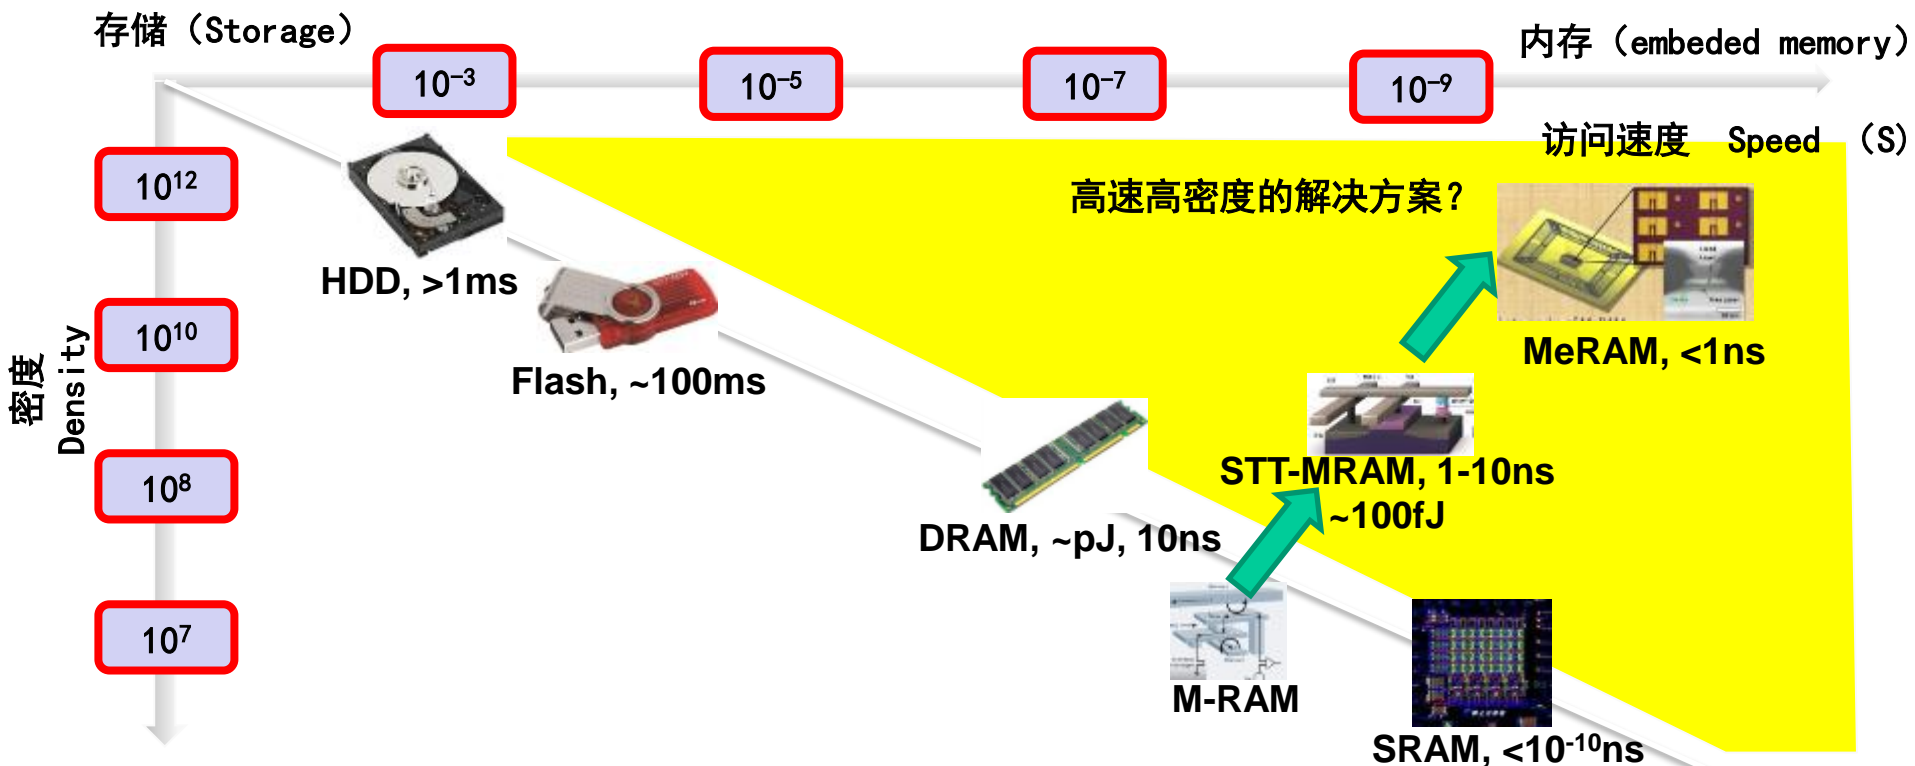 存储（Storage）
内存（embeded memory）
10⁻³
10⁻⁵
10⁻⁷
10⁻⁹
访问速度 Speed （S）
10¹²
高速高密度的解决方案？
HDD, >1ms
10¹⁰
MeRAM, <1ns
密度
Density
Flash, ~100ms
10⁸
STT-MRAM, 1-10ns
~100fJ
DRAM, ~pJ, 10ns
10⁷
M-RAM
SRAM, <10⁻¹⁰ns